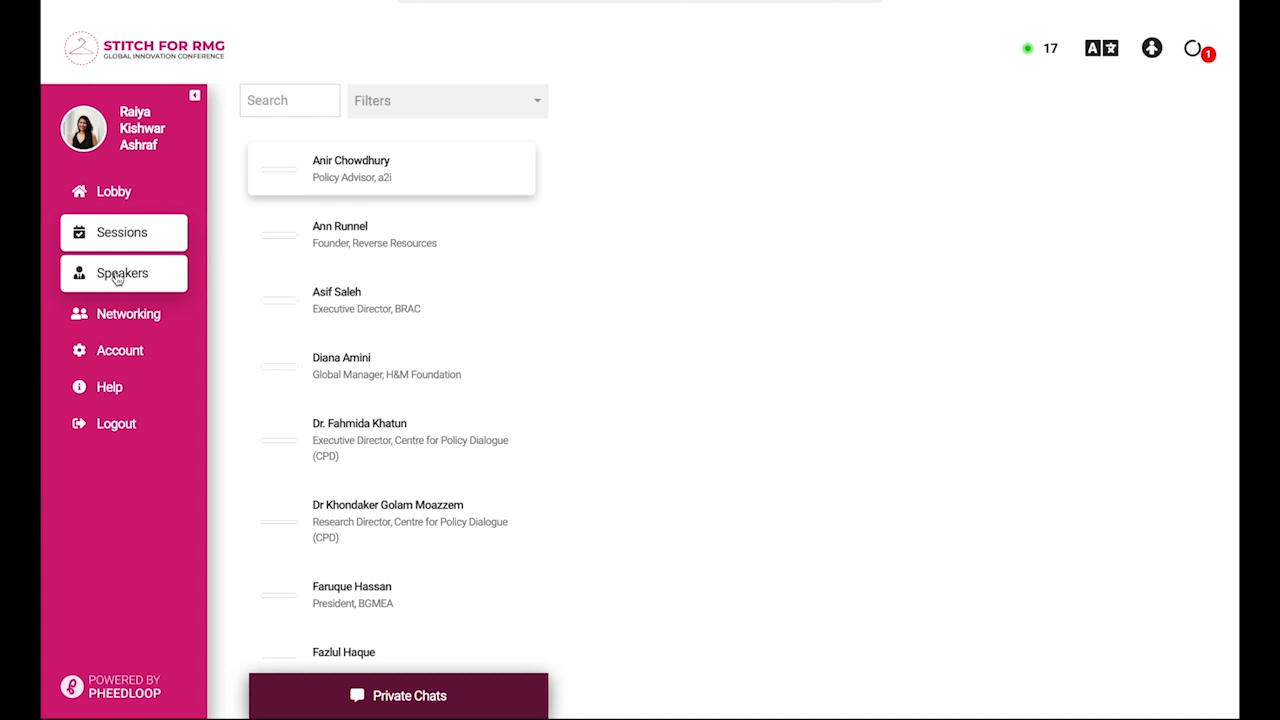 STITCH FOR RMG
GLOBAL INNOVATION CONFERENCE
17
A
1
Raiya
Kishwar
Ashraf
Lobby
Sessions
Speakers
Networking
Account
Help
Logout
POWERED BY
PHEEDLOOP
Search
Filters
Anir Chowdhury
Policy Advisor, a2i
Ann Runnel
Founder, Reverse Resources
Asif Saleh
Executive Director, BRAC
Diana Amini
Global Manager, H&M Foundation
Dr. Fahmida Khatun
Executive Director, Centre for Policy Dialogue
(CPD)
Dr Khondaker Golam Moazzem
Research Director, Centre for Policy Dialogue
(CPD)
Faruque Hassan
President, BGMEA
Fazlul Haque
Private Chats